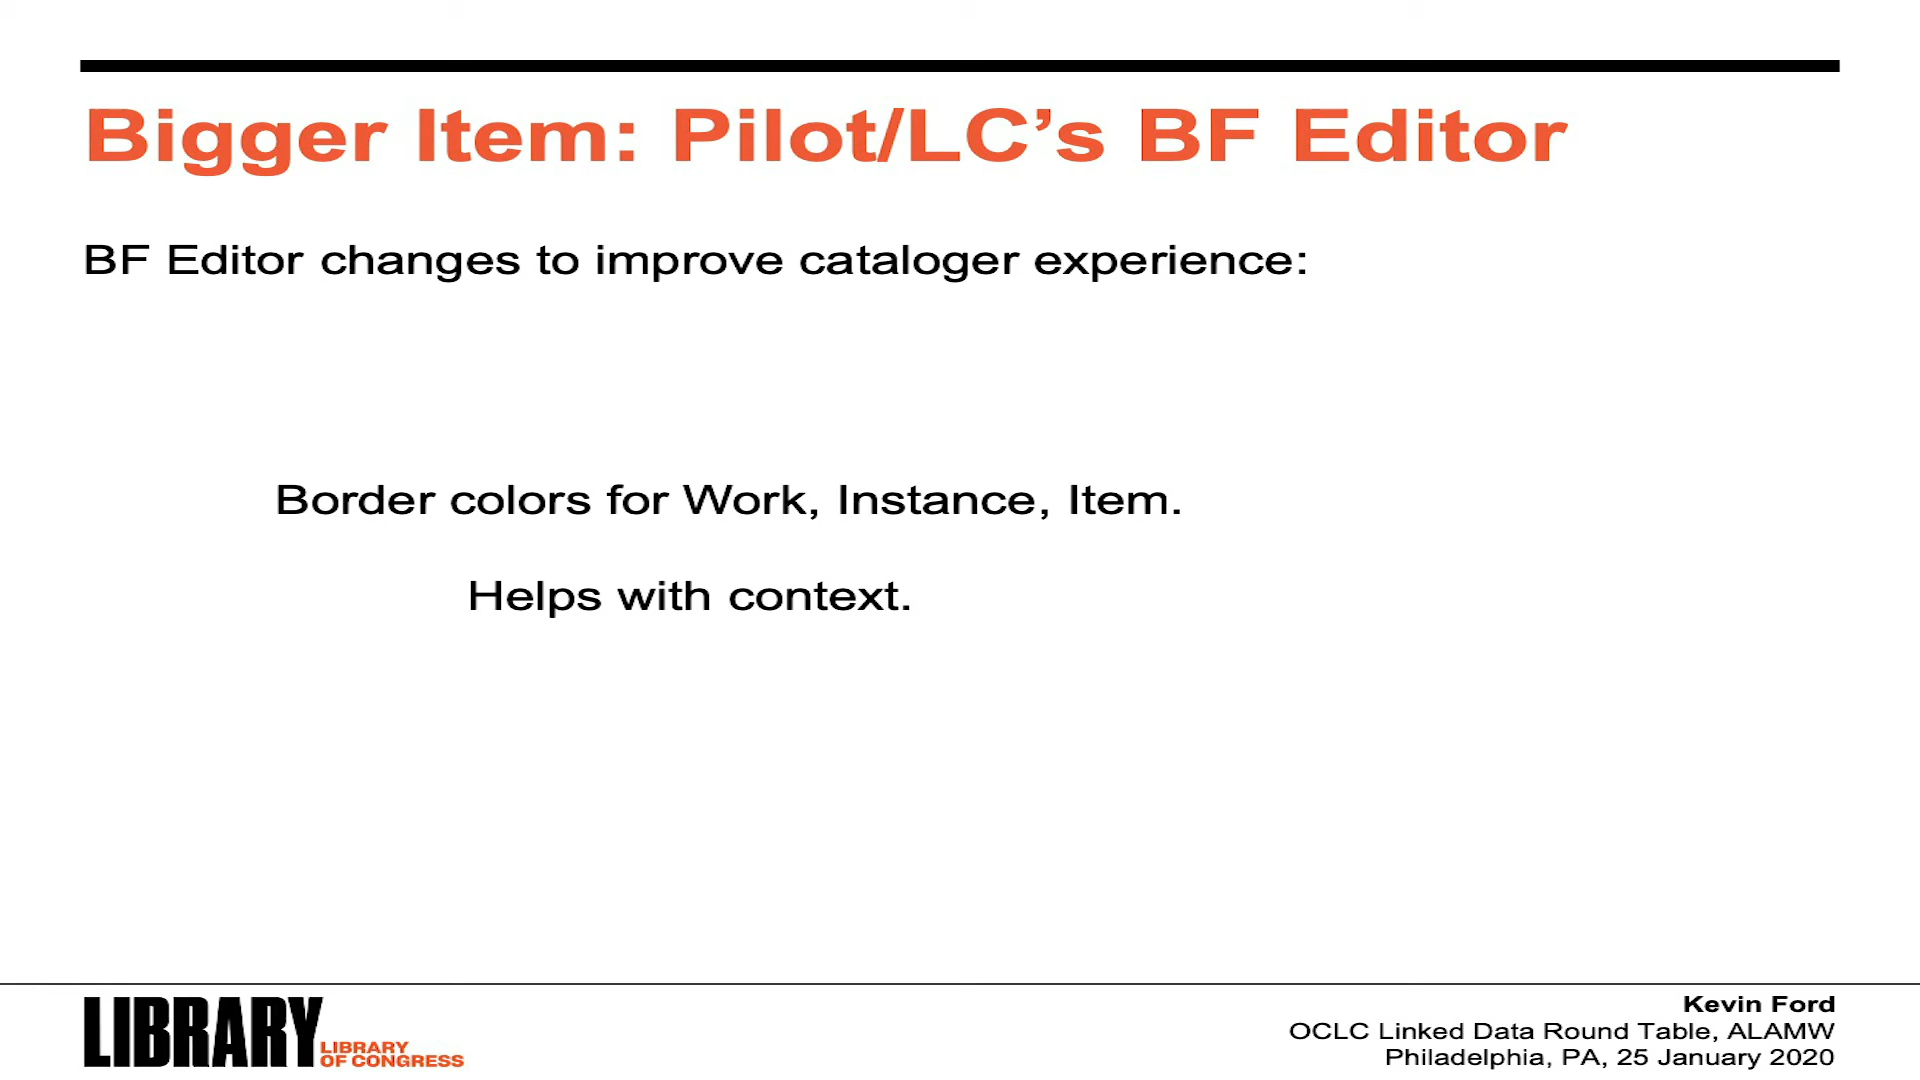 Bigger Item: Pilot/LC’s BF Editor
BF Editor changes to improve cataloger experience:
Border colors for Work, Instance, Item.
Helps with context.
LIBRARY
LIBRARY
OF CONGRESS
Kevin Ford
OCLC Linked Data Round Table, ALAMW
Philadelphia, PA, 25 January 2020